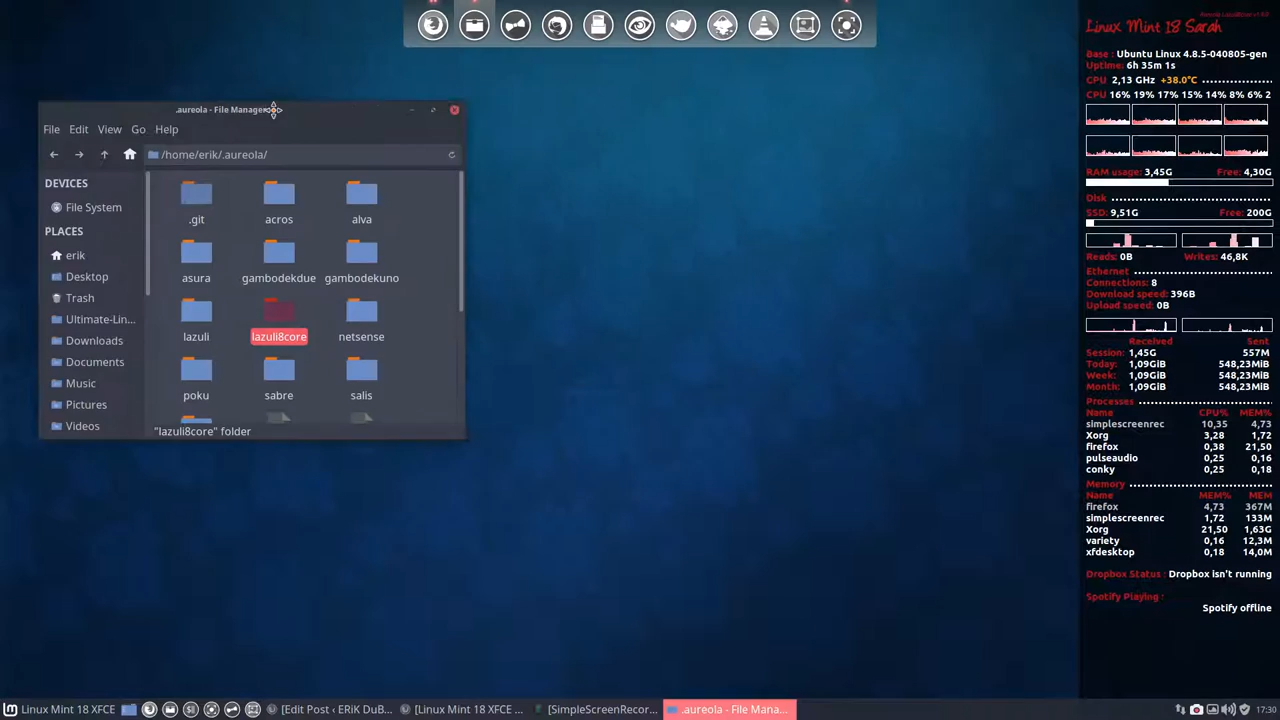 .aureola - File Manager
File Edit View Go Help
/home/erik/.aureola/
DEVICES
File System
PLACES
erik
Desktop
Trash
Ultimate-Lin...
Downloads
Documents
Music
Pictures
Videos
.git acros alva
asura gambodekdue gambodekuno
lazuli lazuli8core netsense
poku sabre salis
"lazuli8core" folder
Linux Mint 18 Sarah
Base : Ubuntu Linux 4.8.5-040805-gen
Uptime: 6h 35m 1s
CPU 2,13 GHz +38.0°C
CPU 16% 19% 17% 15% 14% 8% 6% 2
RAM usage: 3,45G Free: 4,30G
Disk
SSD: 9,51G Free: 200G
Reads: 0B Writes: 46,8K
Ethernet
Connections: 8
Download speed: 396B
Upload speed: 0B
Received Sent
Session: 1,45G 557M
Today: 1,09GiB 548,23MiB
Week: 1,09GiB 548,23MiB
Month: 1,09GiB 548,23MiB
Processes
Name CPU% MEM%
simplescreenrec 10,35 4,73
Xorg 3,28 1,72
firefox 0,38 21,50
pulseaudio 0,25 0,16
conky 0,25 0,18
Memory
Name MEM% MEM
firefox 4,73 367M
simplescreenrec 1,72 133M
Xorg 21,50 1,63G
variety 0,16 12,3M
xfdesktop 0,18 14,0M
Dropbox Status : Dropbox isn't running
Spotify Playing :
Spotify offline
Linux Mint 18 XFCE [Edit Post ‹ ERiK DuB... [Linux Mint 18 XFCE ... [SimpleScreenRecor... .aureola - File Mana... 17:30